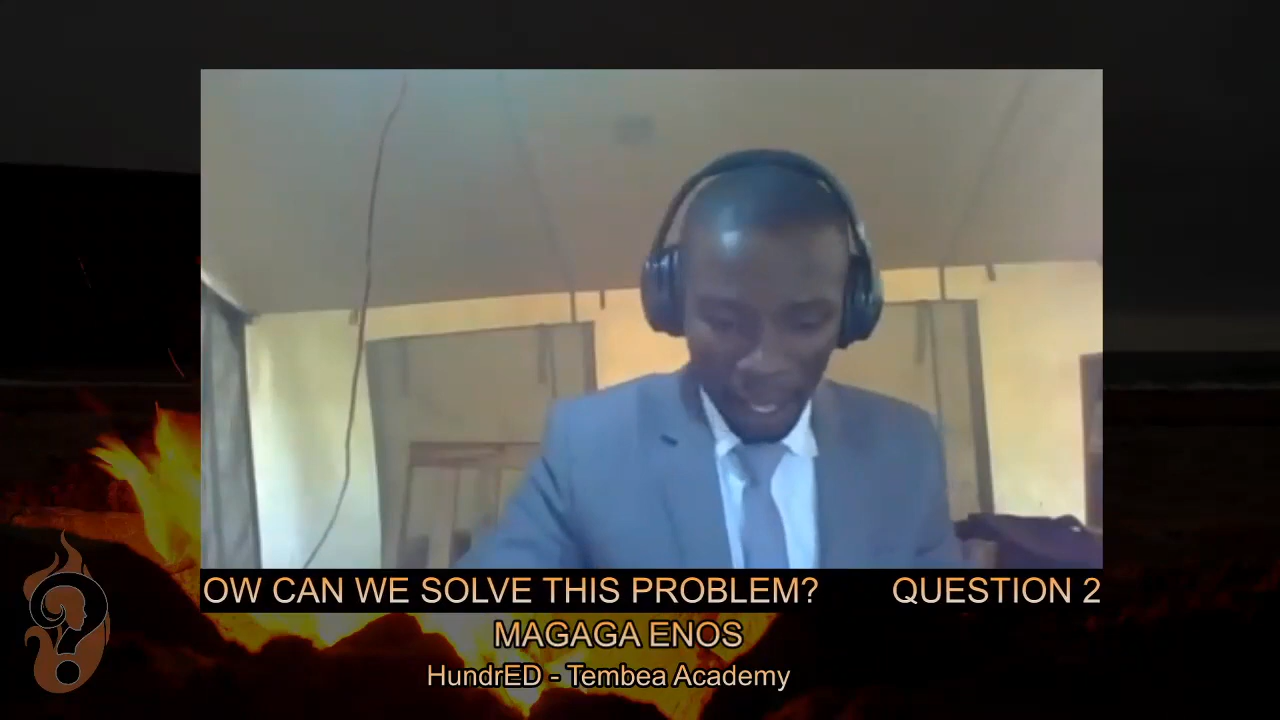 OW CAN WE SOLVE THIS PROBLEM? QUESTION 2
MAGAGA ENOS
HundrED - Tembea Academy